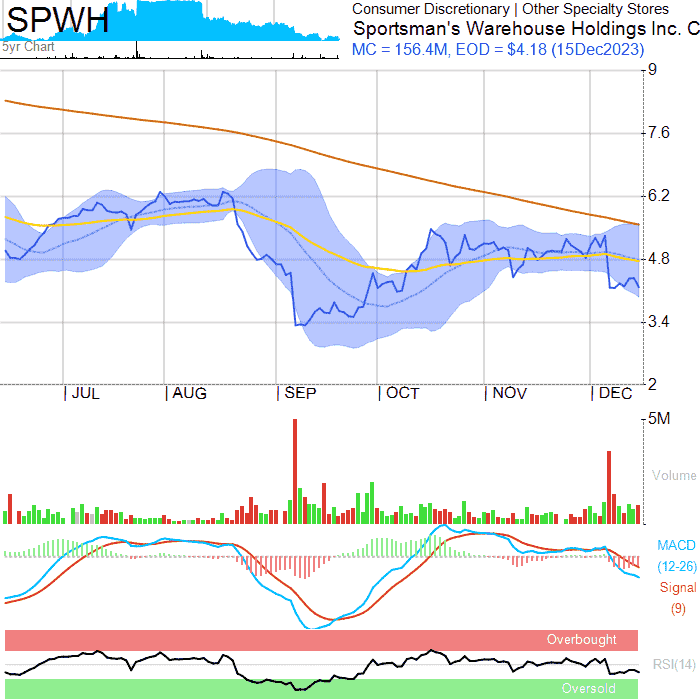 SPWH
5yr Chart
Consumer Discretionary | Other Specialty Stores
Sportsman's Warehouse Holdings Inc. C
MC = 156.4M, EOD = $4.18 (15Dec2023)
9
7.6
6.2
4.8
3.4
2
JUL AUG SEP OCT NOV DEC
5M
Volume
MACD
(12-26)
Signal
(9)
Overbought
RSI(14)
Oversold